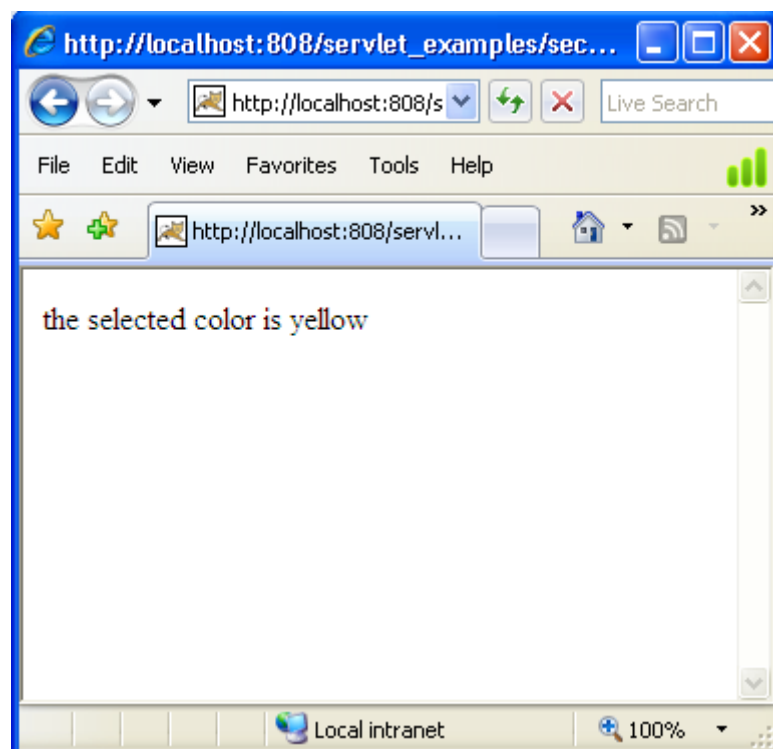 http://localhost:808/servlet_examples/sec...
http://localhost:808/s
Live Search
File Edit View Favorites Tools Help
http://localhost:808/servl...
the selected color is yellow
Local intranet
100%